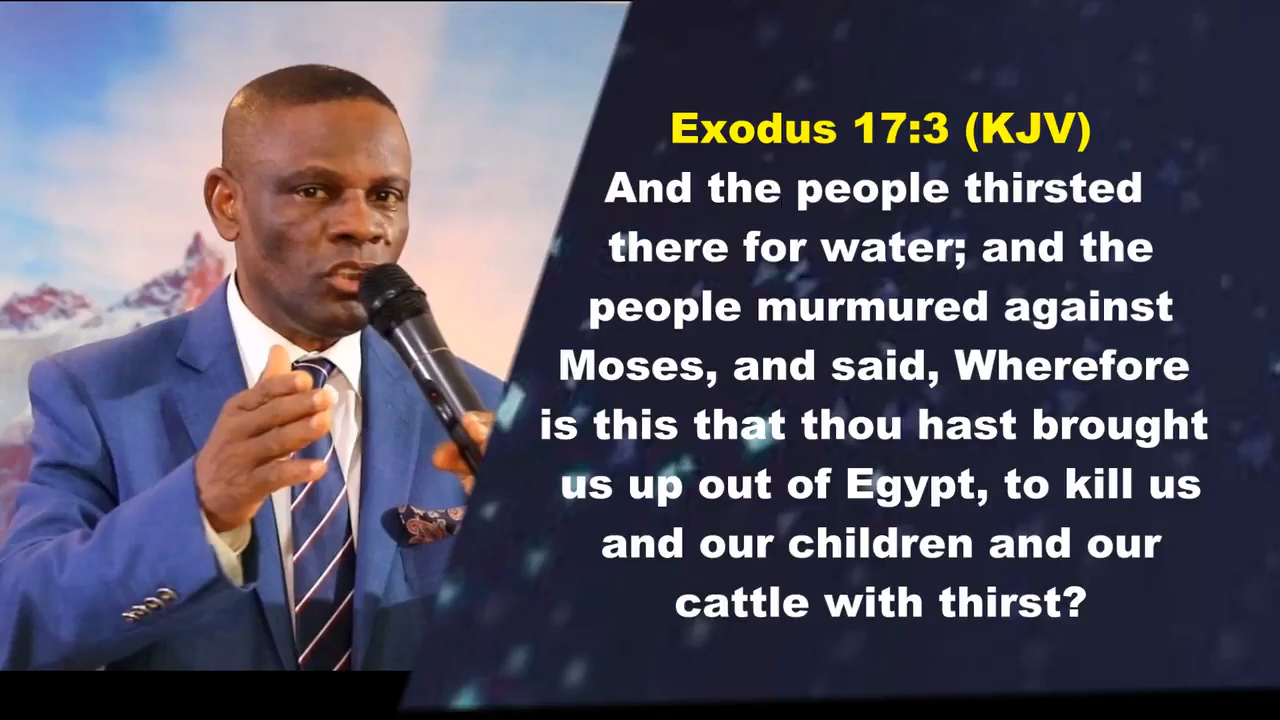 Exodus 17:3 (KJV)
And the people thirsted
there for water; and the
people murmured against
Moses, and said, Wherefore
is this that thou hast brought
us up out of Egypt, to kill us
and our children and our
cattle with thirst?